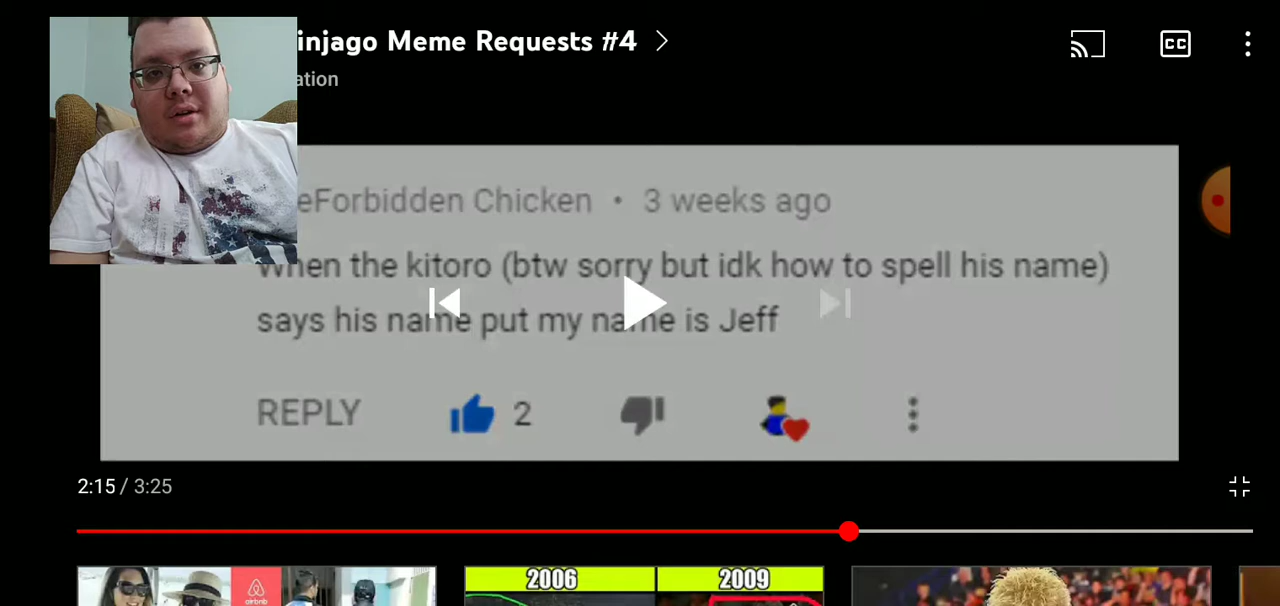 injago Meme Requests #4
ation
CC
eForbidden Chicken • 3 weeks ago
When the kitoro (btw sorry but idk how to spell his name)
says his name put my name is Jeff
REPLY 2
2:15 / 3:25
airbnb
2006 2009